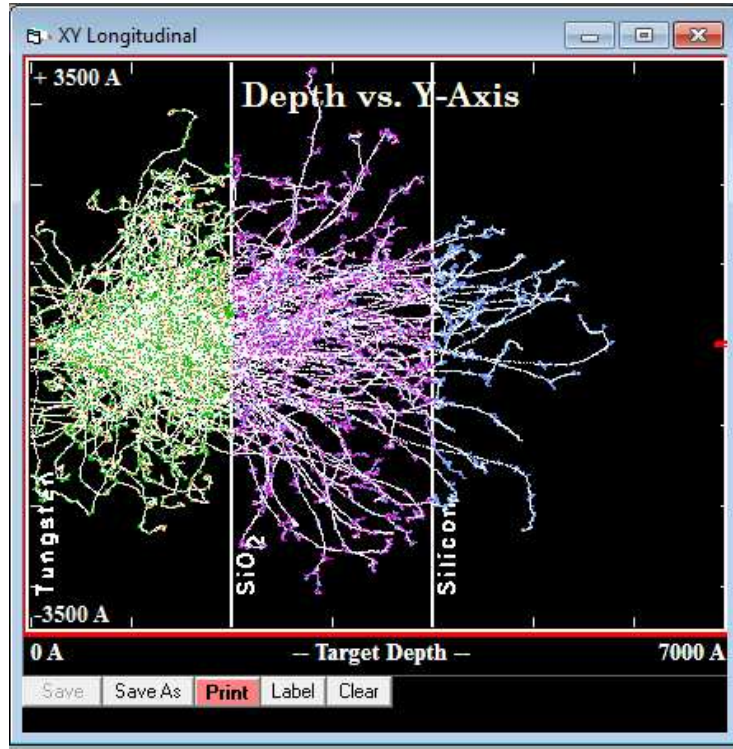 XY Longitudinal
+ 3500 A
Depth vs. Y-Axis
Tungsten
SiO2
Silicon
-3500 A
0 A
-- Target Depth --
7000 A
Save
Save As
Print
Label
Clear